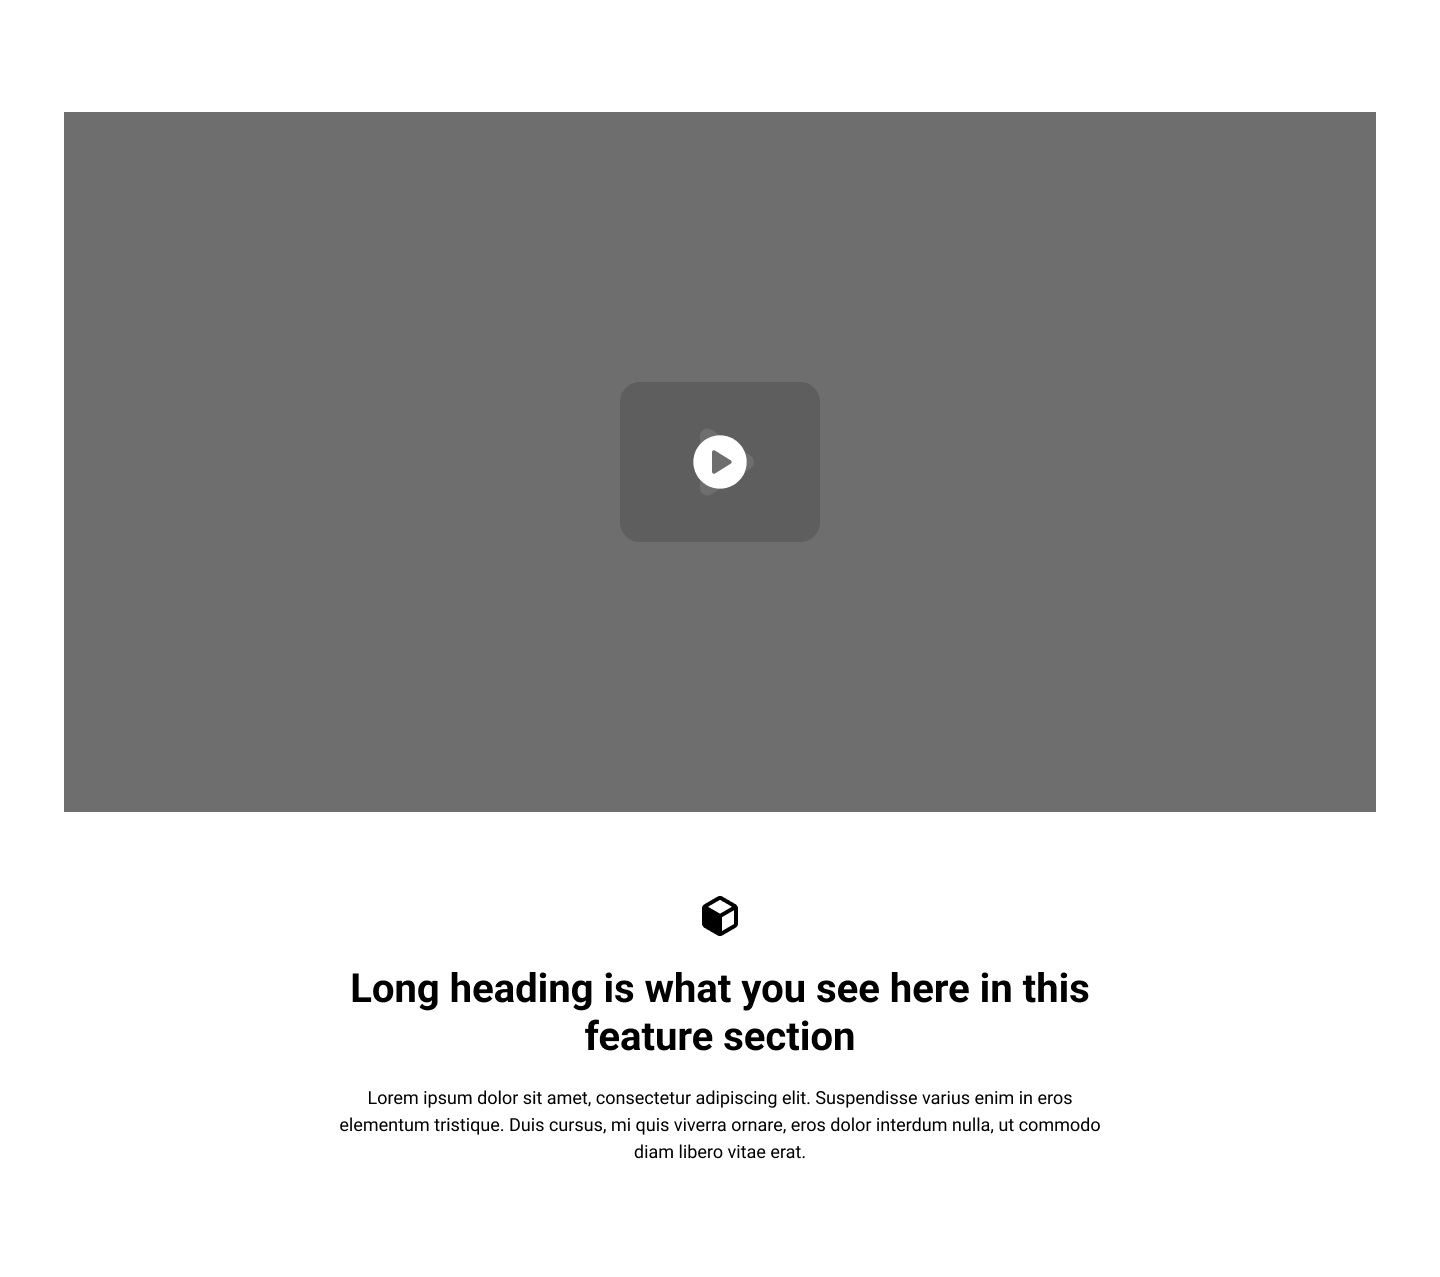 Long heading is what you see here in this
feature section
Lorem ipsum dolor sit amet, consectetur adipiscing elit. Suspendisse varius enim in eros
elementum tristique. Duis cursus, mi quis viverra ornare, eros dolor interdum nulla, ut commodo
diam libero vitae erat.